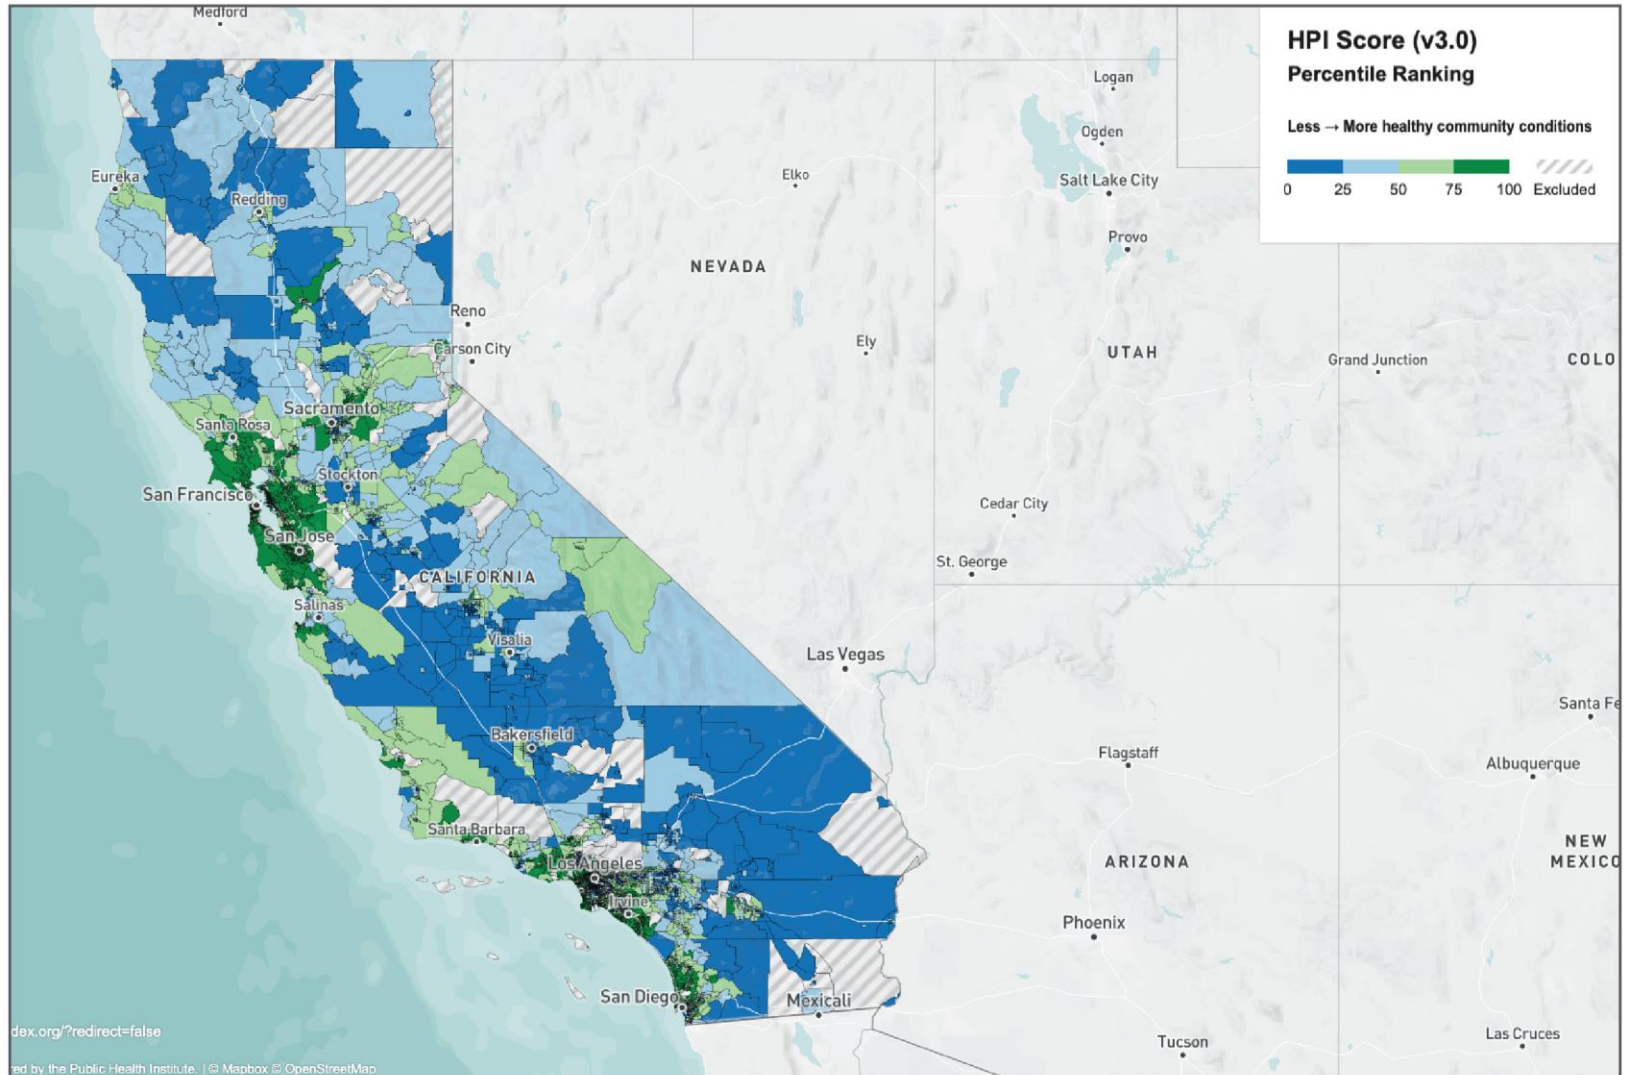 Medford
HPI Score (v3.0)
Percentile Ranking
Less → More healthy community conditions
0 25 50 75 100 Excluded
Logan
Ogden
Eureka
Elko
Salt Lake City
Redding
Provo
NEVADA
Reno
Carson City
Ely
UTAH
Grand Junction
COLO
Sacramento
Santa Rosa
Stockton
San Francisco
Cedar City
San Jose
St. George
CALIFORNIA
Salinas
Visalia
Las Vegas
Santa Fe
Bakersfield
Flagstaff
Albuquerque
Santa Barbara
NEW
MEXICO
Los Angeles
ARIZONA
Irvine
Phoenix
San Diego
Mexicali
dex.org/?redirect=false
Las Cruces
Tucson
red by the Public Health Institute. | © Mapbox © OpenStreetMap